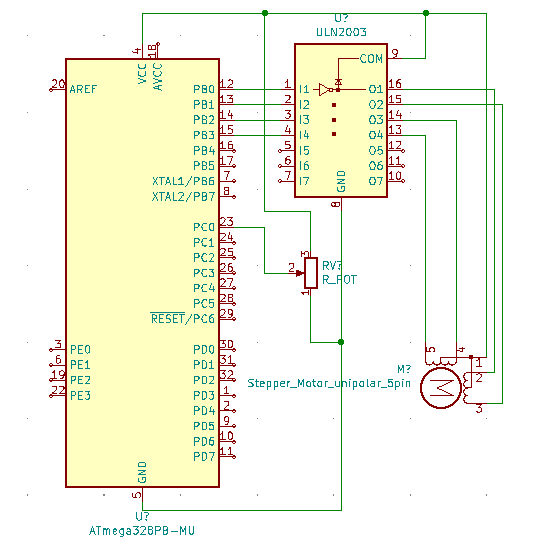 U?
ULN2003
4 VCC
18 AVCC
COM 9
20 AREF
PB0 12
1 I1
O1 16
PB1 13
2 I2
O2 15
PB2 14
3 I3
O3 14
PB3 15
4 I4
O4 13
PB4 16
5 I5
O5 12
PB5 17
6 I6
O6 11
XTAL1/PB6 7
7 I7
O7 10
XTAL2/PB7 8
GND 8
PC0 23
PC1 24
PC2 25
PC3 26
PC4 27
PC5 28
RESET/PC6 29
3
2
1
RV?
R_POT
3 PE0
6 PE1
19 PE2
22 PE3
PD0 30
PD1 31
PD2 32
PD3 1
PD4 2
PD5 9
PD6 10
PD7 11
5
4
1
2
3
M?
Stepper_Motor_unipolar_5pin
M
GND 5
U?
ATmega328PB-MU